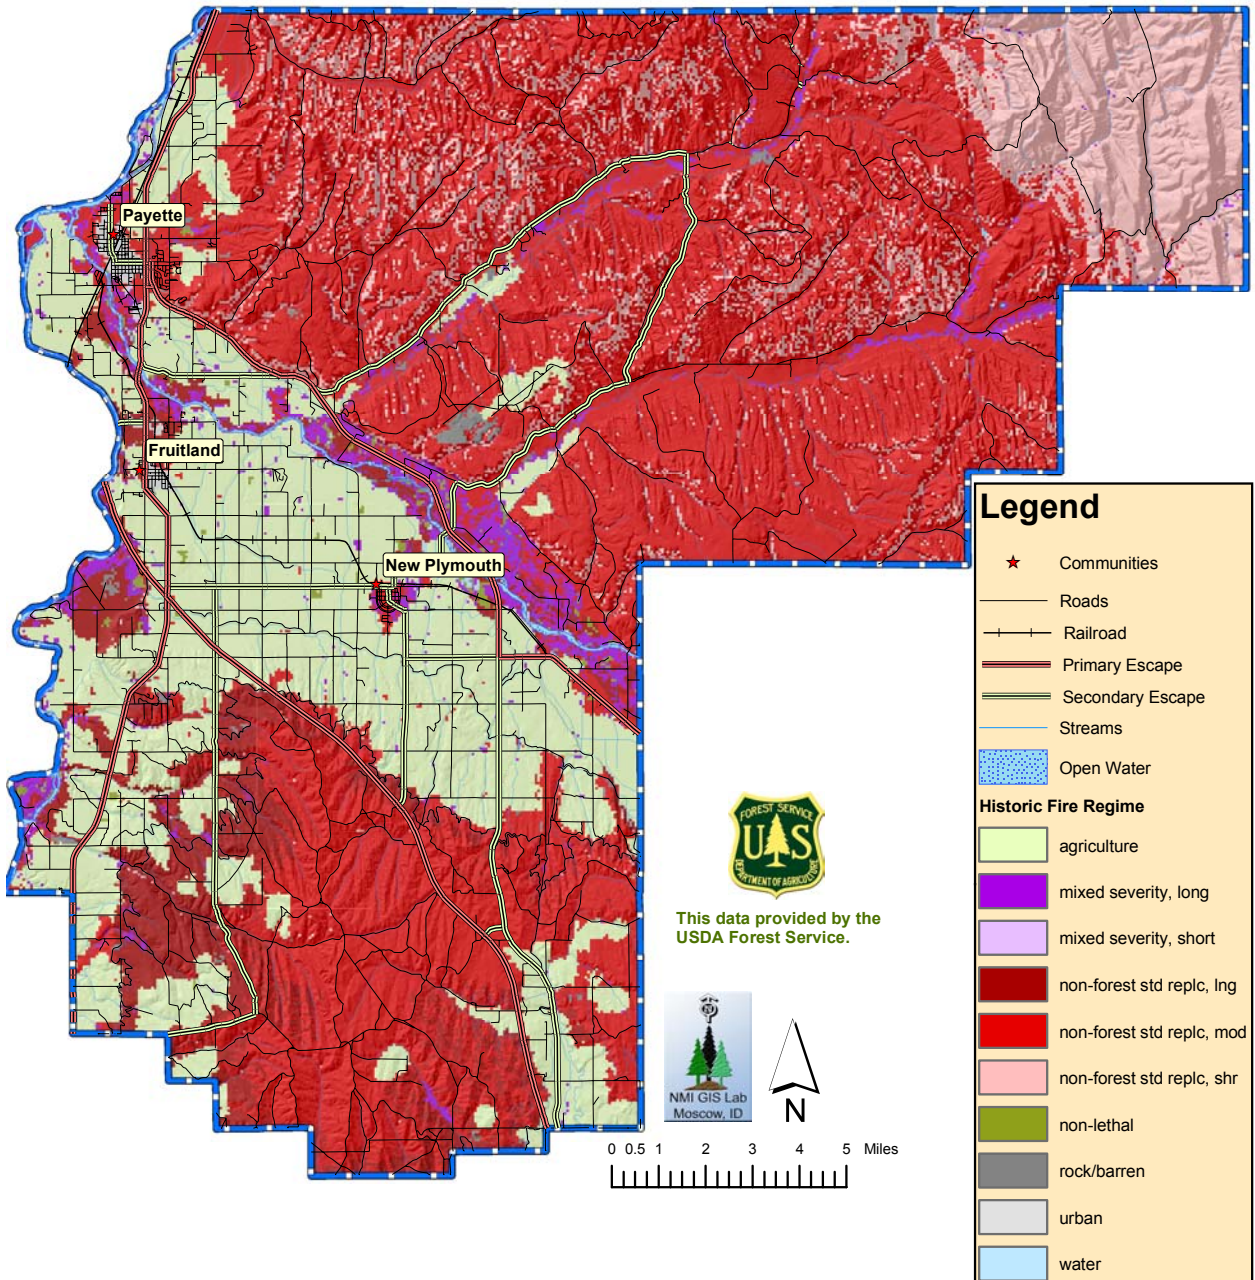 Payette
Fruitland
New Plymouth
Legend
Communities
Roads
Railroad
Primary Escape
Secondary Escape
Streams
Open Water
Historic Fire Regime
agriculture
mixed severity, long
mixed severity, short
non-forest std replc, lng
non-forest std replc, mod
non-forest std replc, shr
non-lethal
rock/barren
urban
water
FOREST SERVICE
U S
DEPARTMENT OF AGRICULTURE
This data provided by the
USDA Forest Service.
NMI GIS Lab
Moscow, ID
N
0 0.5 1 2 3 4 5 Miles